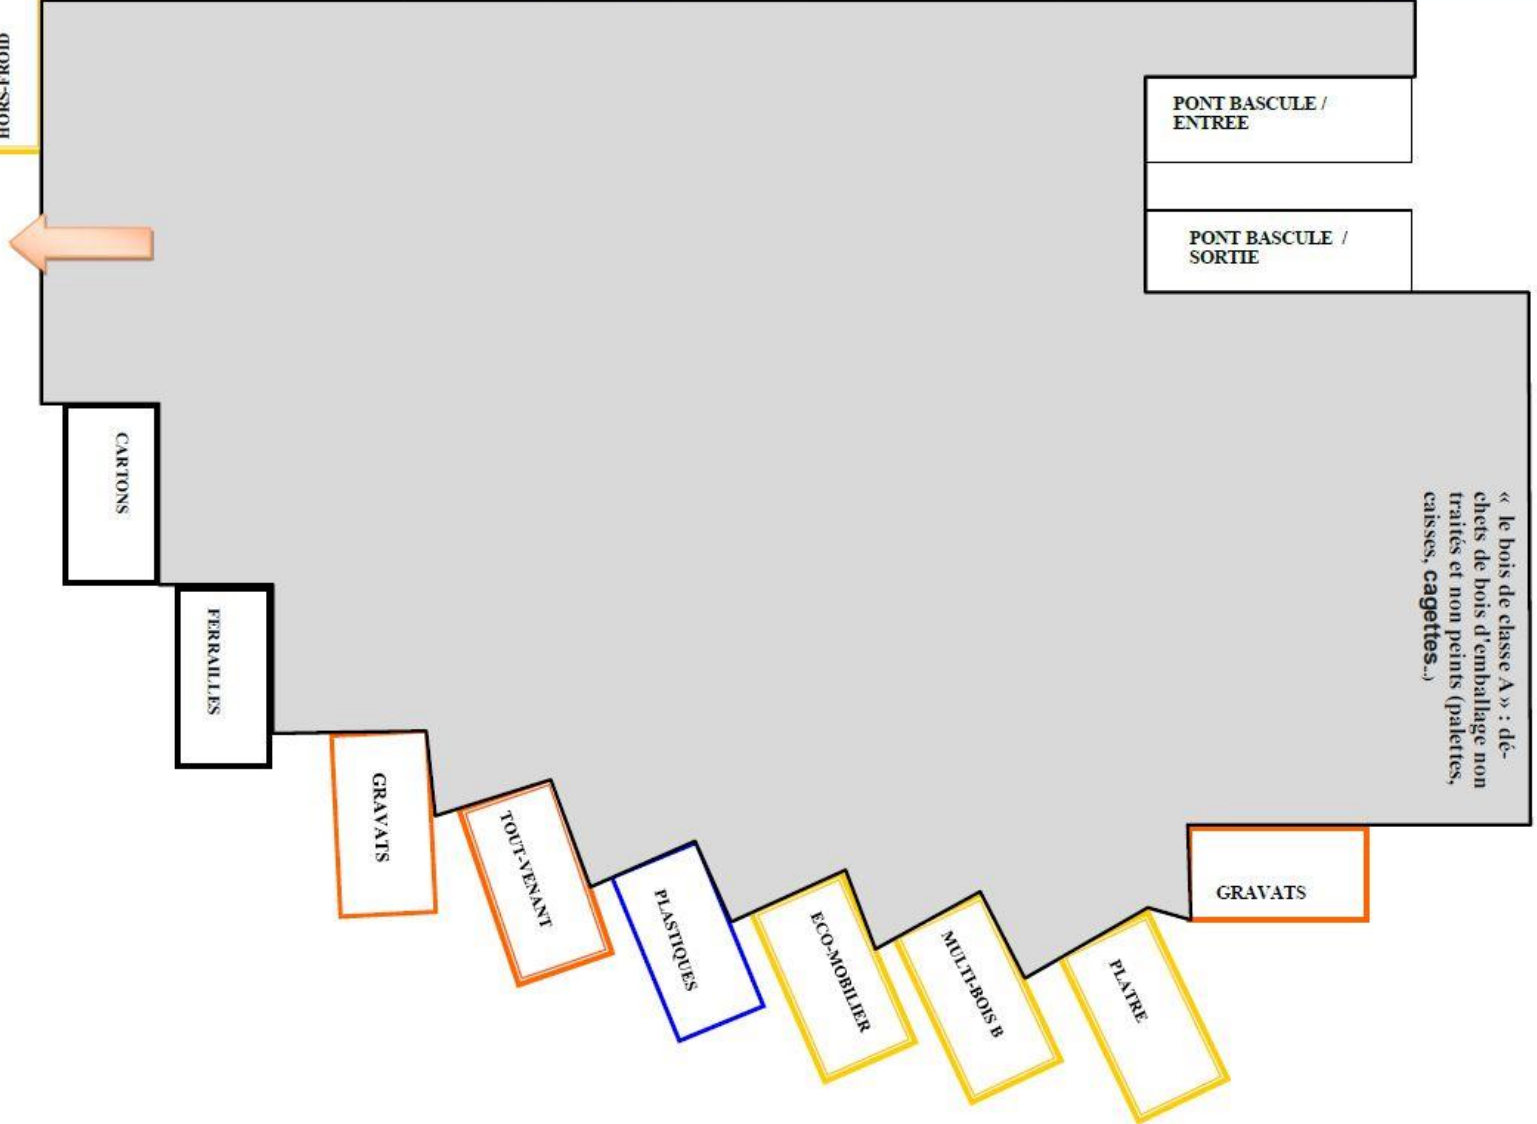 HORS-FROID
PONT BASCULE /
ENTREE
PONT BASCULE /
SORTIE
« le bois de classe A » : dé-
chets de bois d'emballage non
traités et non peints (palettes,
caisses, cagettes..)
CARTONS
FERRAILLES
GRAVATS
TOUT-VENANT
PLASTIQUES
ECO-MOBILIER
MULTI-BOIS B
PLATRE
GRAVATS